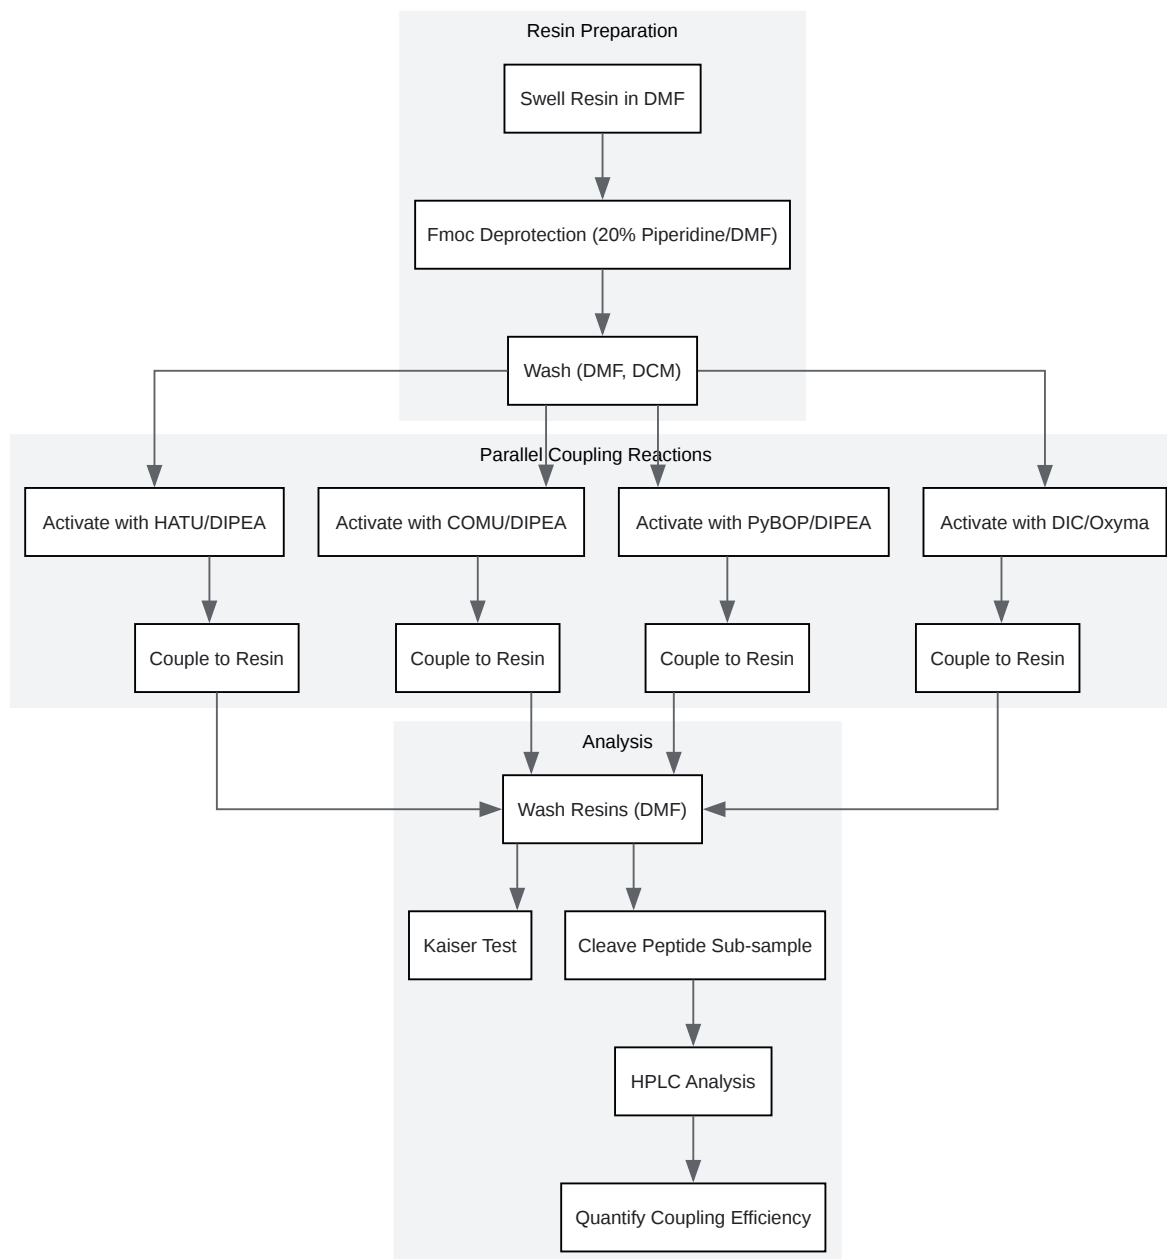 Resin Preparation
Swell Resin in DMF
Fmoc Deprotection (20% Piperidine/DMF)
Wash (DMF, DCM)
Parallel Coupling Reactions
Activate with HATU/DIPEA
Activate with COMU/DIPEA
Activate with PyBOP/DIPEA
Activate with DIC/Oxyma
Couple to Resin
Couple to Resin
Couple to Resin
Couple to Resin
Analysis
Wash Resins (DMF)
Kaiser Test
Cleave Peptide Sub-sample
HPLC Analysis
Quantify Coupling Efficiency